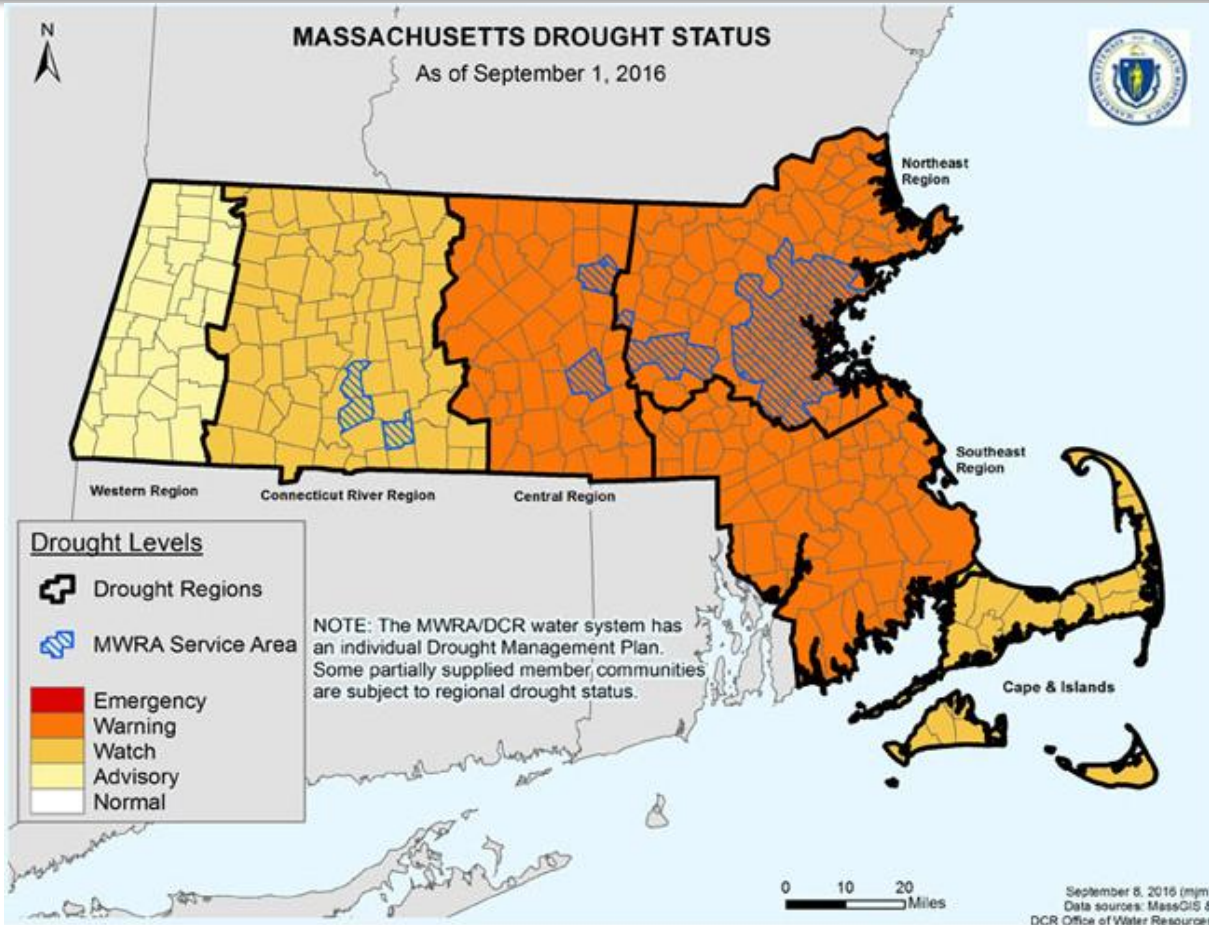 N
MASSACHUSETTS DROUGHT STATUS
As of September 1, 2016
Northeast
Region
Southeast
Region
Western Region
Connecticut River Region
Central Region
Cape & Islands
Drought Levels
Drought Regions
MWRA Service Area
Emergency
Warning
Watch
Advisory
Normal
NOTE: The MWRA/DCR water system has
an individual Drought Management Plan.
Some partially supplied member communities
are subject to regional drought status.
0 10 20
Miles
September 8, 2016 (mjm
Data sources: MassGIS &
DCR Office of Water Resources